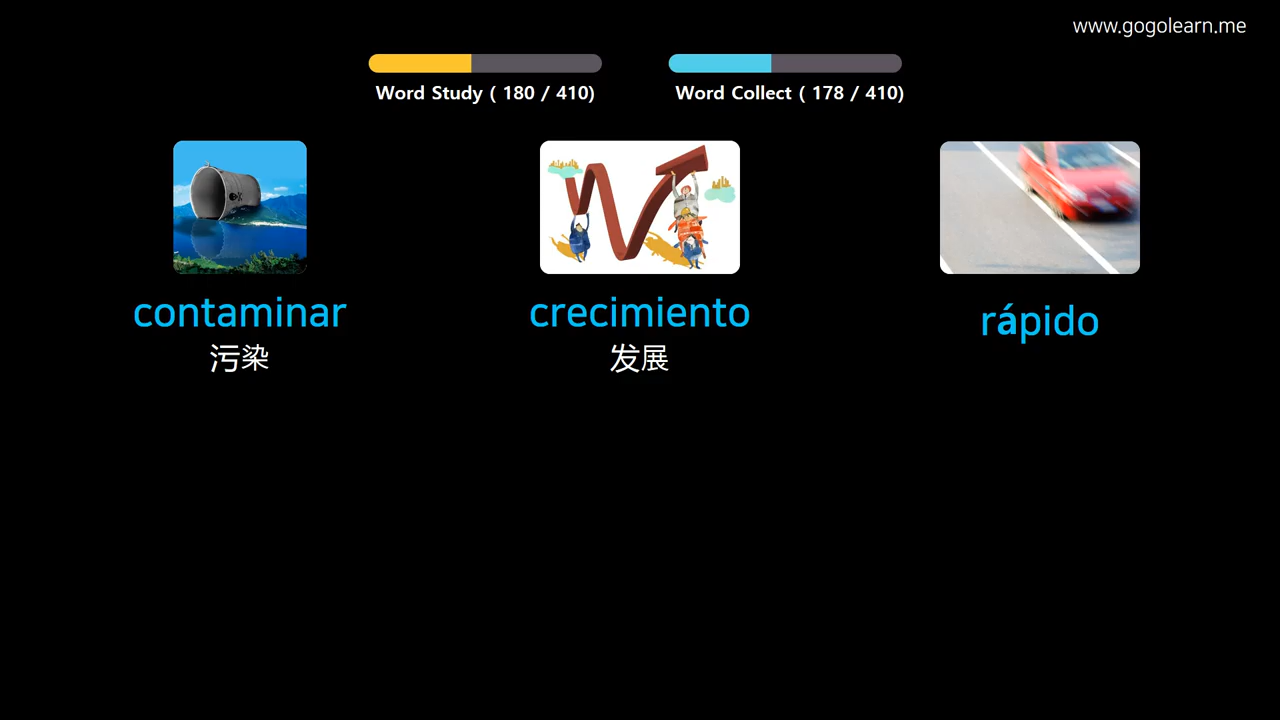 www.gogolearn.me
Word Study ( 180 / 410)
Word Collect ( 178 / 410)
contaminar
污染
crecimiento
发展
rápido